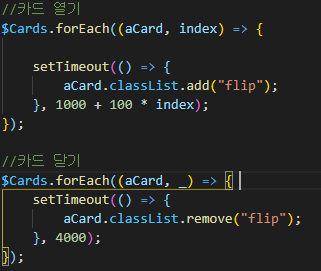 //카드 열기
$Cards.forEach((aCard, index) => {

    setTimeout(() => {
        aCard.classList.add("flip");
    }, 1000 + 100 * index);
});

//카드 닫기
$Cards.forEach((aCard, _) => {
    setTimeout(() => {
        aCard.classList.remove("flip");
    }, 4000);
});